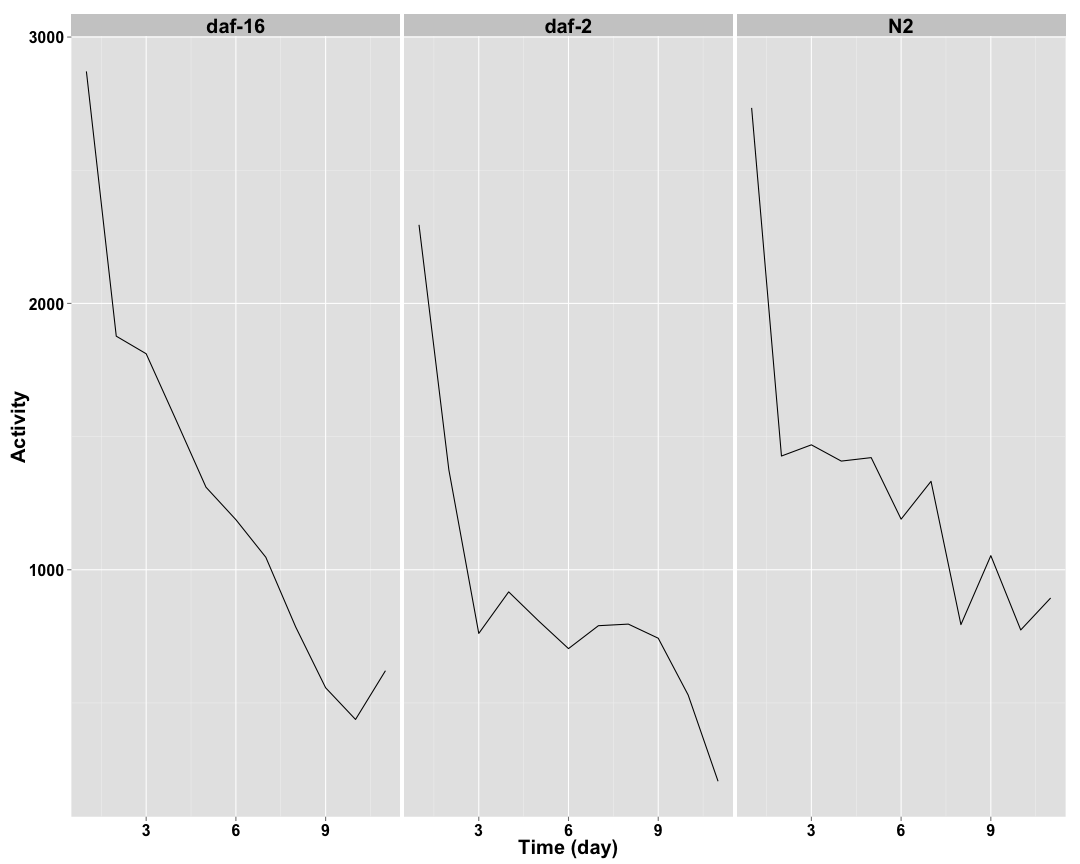 daf-16 daf-2 N2
3000
2000
1000
Activity
3 6 9 3 6 9 3 6 9
Time (day)